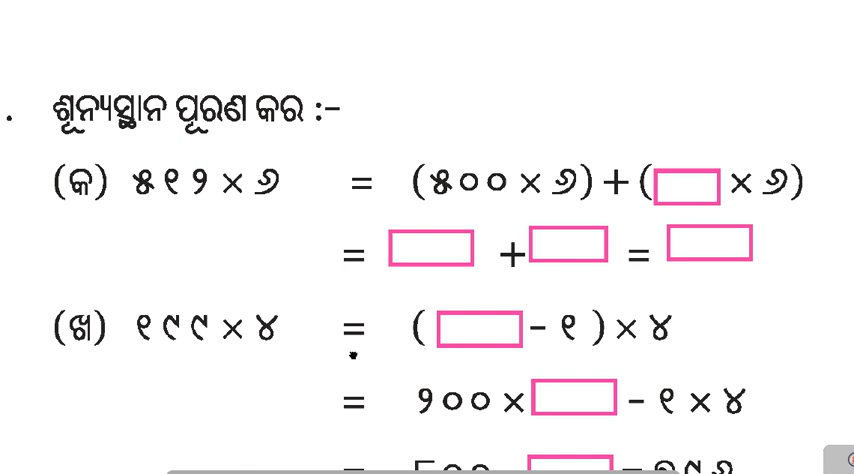 . ଶୂନ୍ୟସ୍ଥାନ ପୂରଣ କର :-
(କ) ୫୧୨ × ୬ = (୫୦୦ × ୬) + ( × ୬)
= + =
(ଖ) ୧୯୯ × ୪ = ( - ୧ ) × ୪
= ୨୦୦ × - ୧ × ୪